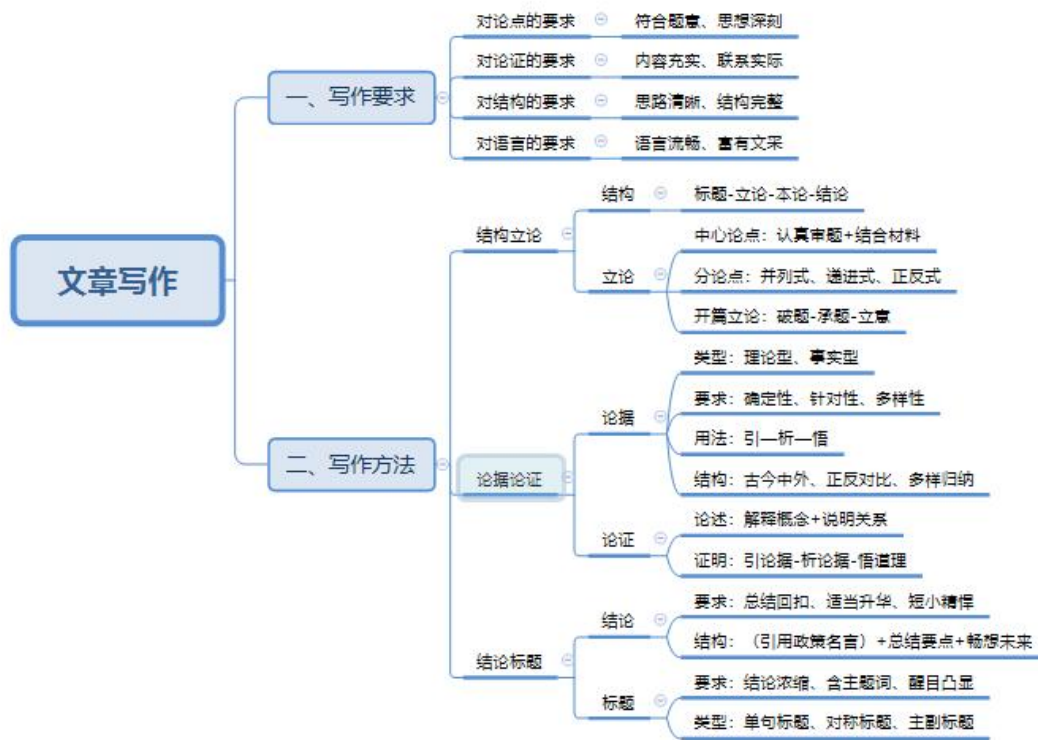 文章写作
一、写作要求
对论点的要求
符合题意、思想深刻
对论证的要求
内容充实、联系实际
对结构的要求
思路清晰、结构完整
对语言的要求
语言流畅、富有文采
二、写作方法
结构立论
结构
标题-立论-本论-结论
立论
中心论点：认真审题+结合材料
分论点：并列式、递进式、正反式
开篇立论：破题-承题-立意
论据论证
论据
类型：理论型、事实型
要求：确定性、针对性、多样性
用法：引—析—悟
结构：古今中外、正反对比、多样归纳
论证
论述：解释概念+说明关系
证明：引论据-析论据-悟道理
结论标题
结论
要求：总结回扣、适当升华、短小精悍
结构：（引用政策名言）+总结要点+畅想未来
标题
要求：结论浓缩、含主题词、醒目凸显
类型：单句标题、对称标题、主副标题